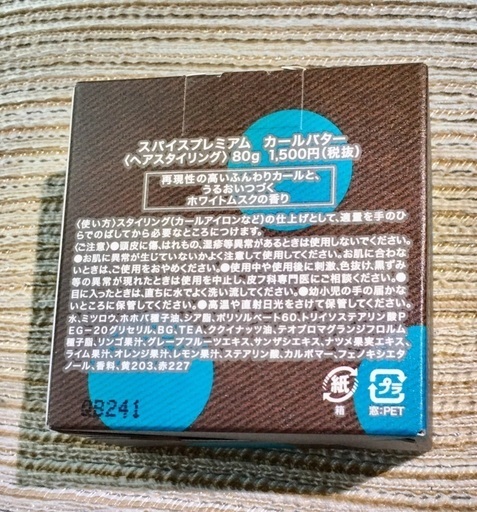 スパイスプレミアム カールバター
〈ヘアスタイリング〉80g 1,500円(税抜)
再現性の高いふんわりカールと、
うるおいつづく
ホワイトムスクの香り
〈使い方〉スタイリング(カールアイロンなど)の仕上げとして、適量を手のひ
らでのばしてから必要なところにつけます。
〈ご注意〉●頭皮に傷、はれもの、湿疹等異常があるときは使用しないでください。
●お肌に異常が生じていないかよく注意して使用してください。お肌に合わな
いときは、ご使用をおやめください。●使用中や使用後に刺激、色抜け、黒ずみ
等の異常が現れたときは使用を中止し、皮フ科専門医にご相談ください。●
目に入ったときは、直ちに水でよく洗い流してください。●幼小児の手の届かな
いところに保管してください。●高温や直射日光をさけて保管してください。
水、ミツロウ、ホホバ種子油、シア脂、ポリソルベート60、トリイソステアリン酸P
EG-20グリセリル、BG、TEA、ククイナッツ油、テオブロマグランジフロルム
種子脂、リンゴ果汁、グレープフルーツエキス、サンザシエキス、ナツメ果実エキス、
ライム果汁、オレンジ果汁、レモン果汁、ステアリン酸、カルボマー、フェノキシエタ
ノール、香料、黄203、赤227
紙
箱
プラ
窓:PET
0B241